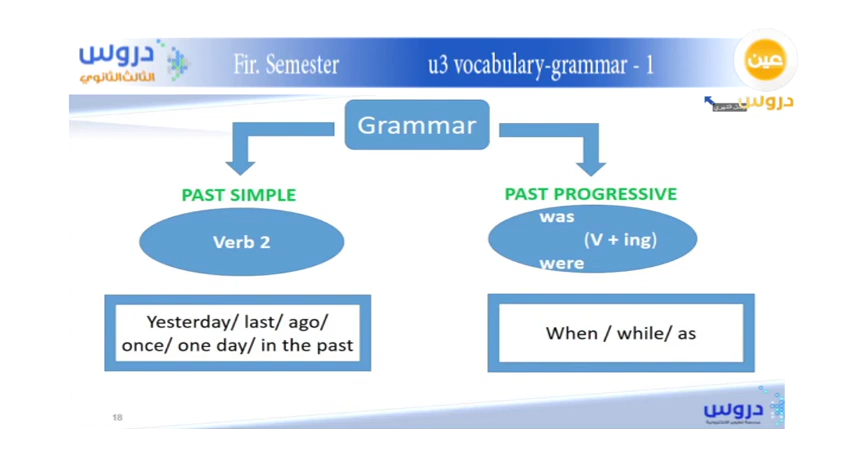 دروس
الثالث الثانوي
Fir. Semester
u3 vocabulary-grammar - 1
عين
دروس
Grammar
PAST SIMPLE
PAST PROGRESSIVE
Verb 2
was
(V + ing)
were
Yesterday/ last/ ago/
once/ one day/ in the past
When / while/ as
18
دروس